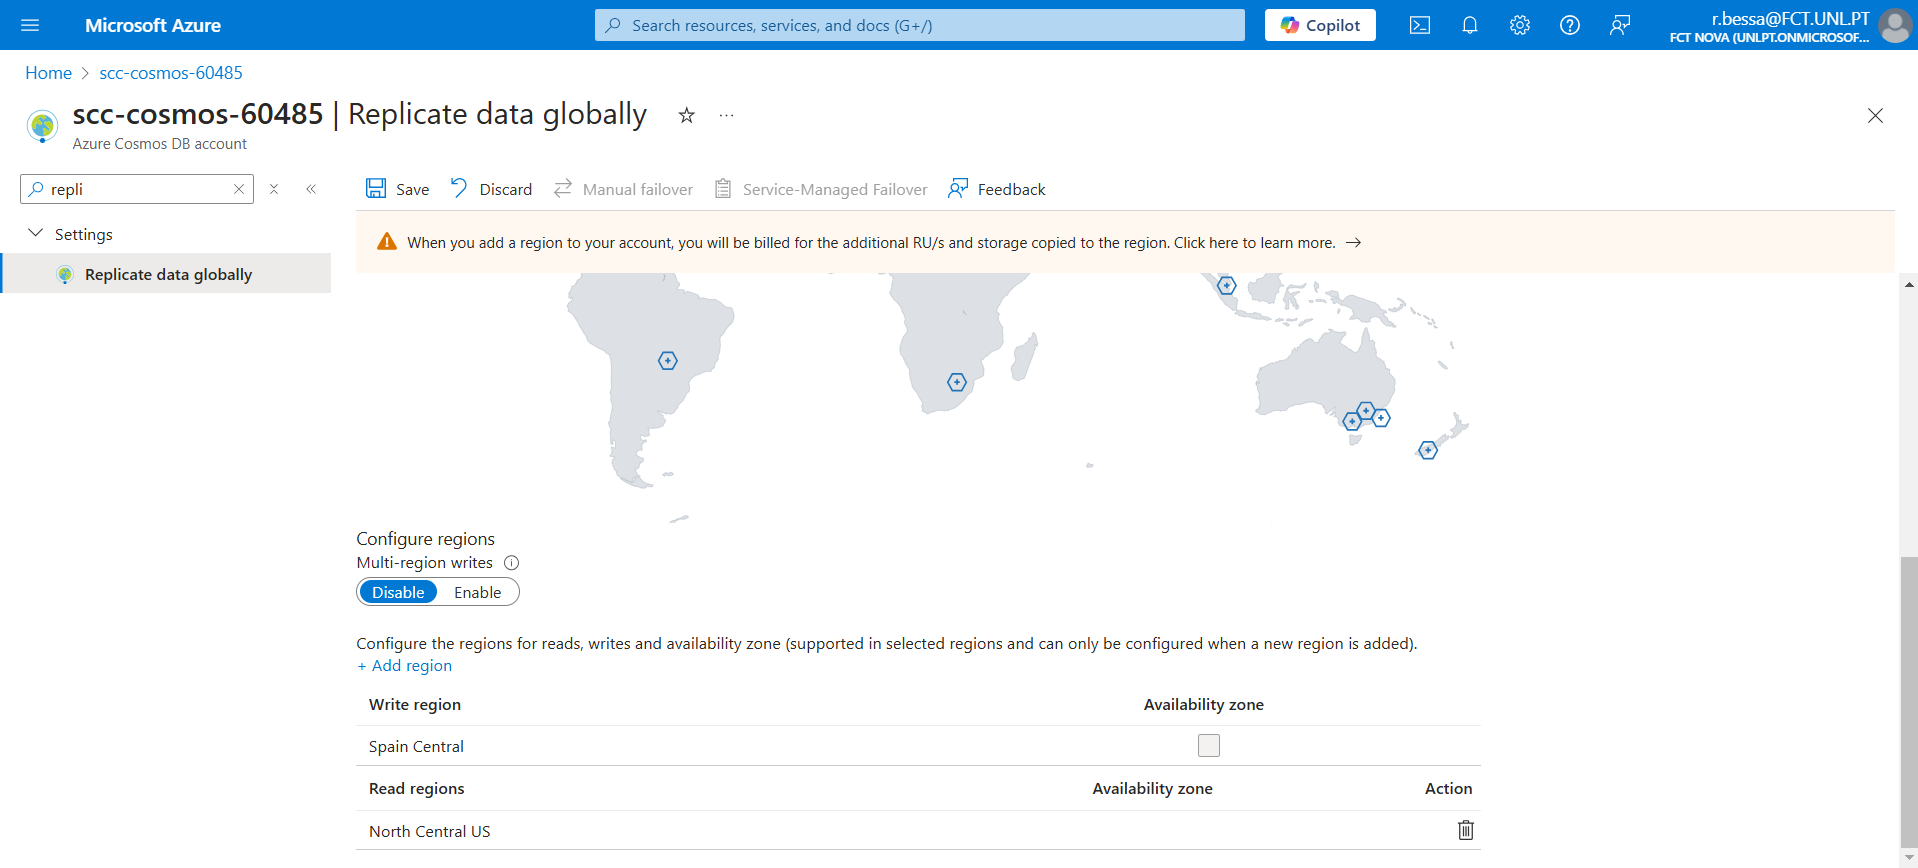 Microsoft Azure
Search resources, services, and docs (G+/)
Copilot
r.bessa@FCT.UNL.PT
FCT NOVA (UNLPT.ONMICROSOF...
Home > scc-cosmos-60485
scc-cosmos-60485 | Replicate data globally
Azure Cosmos DB account
repli
Settings
Replicate data globally
Save Discard Manual failover Service-Managed Failover Feedback
When you add a region to your account, you will be billed for the additional RU/s and storage copied to the region. Click here to learn more. →
Configure regions
Multi-region writes
Disable Enable
Configure the regions for reads, writes and availability zone (supported in selected regions and can only be configured when a new region is added).
+ Add region
Write region Availability zone
Spain Central
Read regions Availability zone Action
North Central US